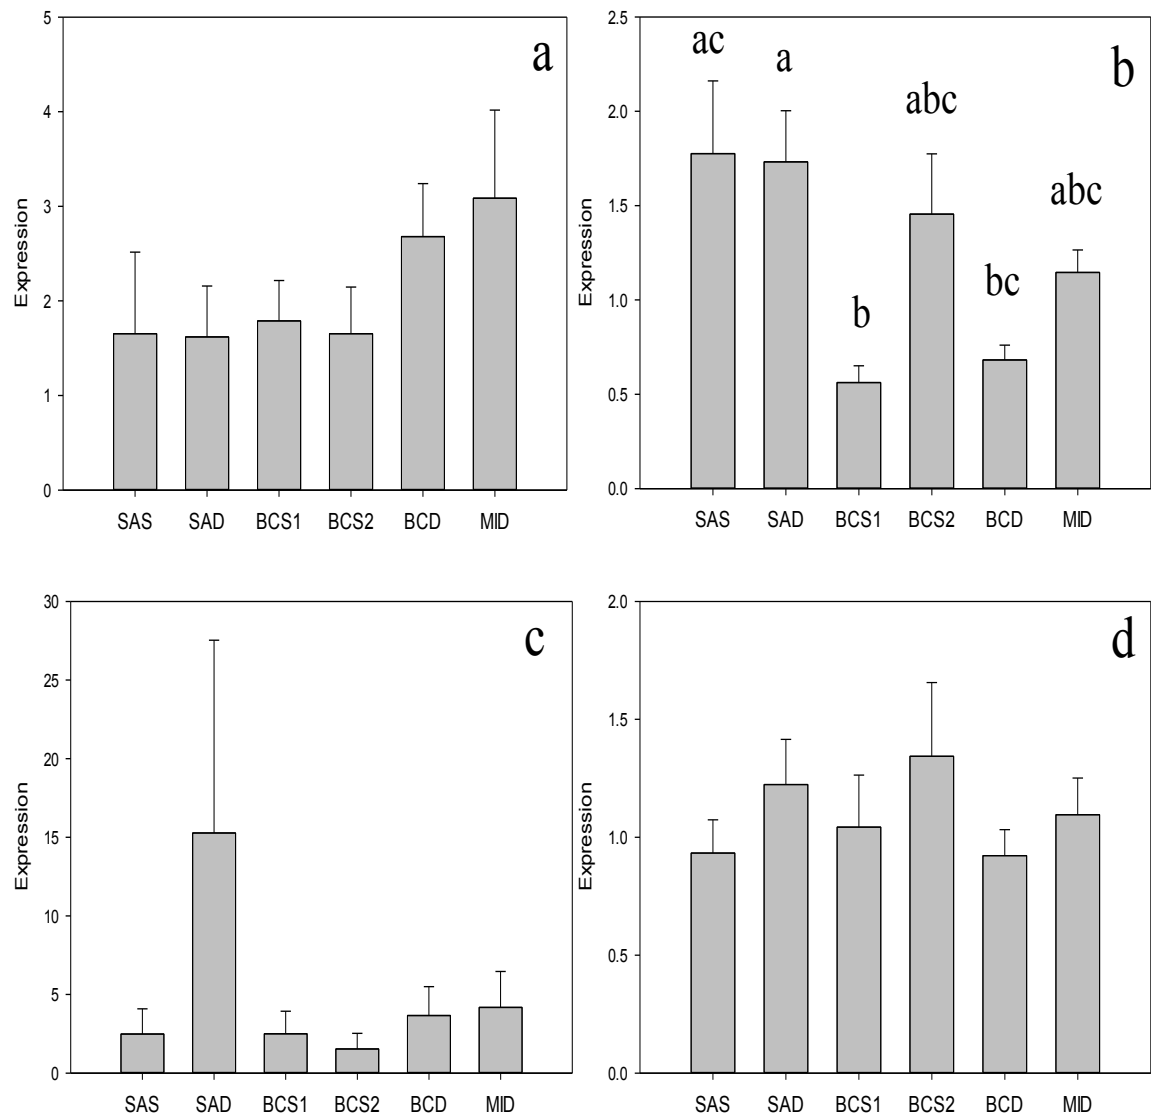 a
5
4
3
2
1
0
Expression
SAS SAD BCS1 BCS2 BCD MID
b
2.5
2.0
1.5
1.0
0.5
0.0
Expression
ac a b abc bc abc
SAS SAD BCS1 BCS2 BCD MID
c
30
25
20
15
10
5
0
Expression
SAS SAD BCS1 BCS2 BCD MID
d
2.0
1.5
1.0
0.5
0.0
Expression
SAS SAD BCS1 BCS2 BCD MID